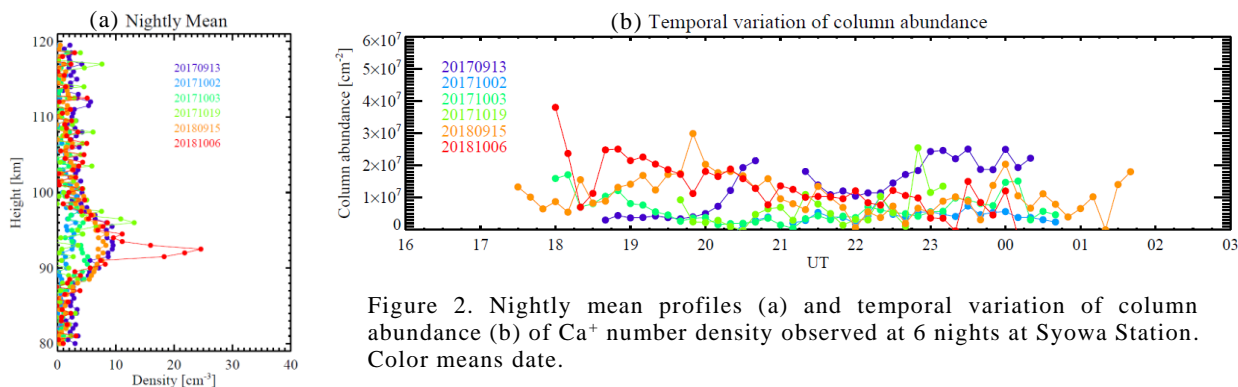 (a) Nightly Mean
120
110
100
90
80
Height [km]
20170913
20171002
20171003
20171019
20180915
20181006
0 10 20 30 40
Density [cm⁻³]
(b) Temporal variation of column abundance
6×10⁷
5×10⁷
4×10⁷
3×10⁷
2×10⁷
1×10⁷
0
Column abundance [cm⁻²]
20170913
20171002
20171003
20171019
20180915
20181006
16 17 18 19 20 21 22 23 00 01 02 03
UT
Figure 2. Nightly mean profiles (a) and temporal variation of column
abundance (b) of Ca⁺ number density observed at 6 nights at Syowa Station.
Color means date.